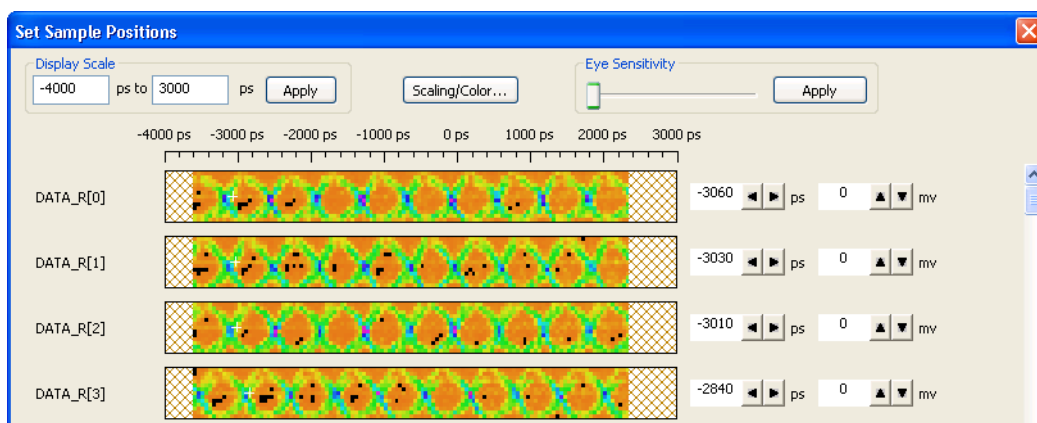 Set Sample Positions
Display Scale
Eye Sensitivity
-4000 ps to 3000 ps Apply Scaling/Color... Apply
-4000 ps -3000 ps -2000 ps -1000 ps 0 ps 1000 ps 2000 ps 3000 ps
DATA_R[0] -3060 ps 0 mv
DATA_R[1] -3030 ps 0 mv
DATA_R[2] -3010 ps 0 mv
DATA_R[3] -2840 ps 0 mv